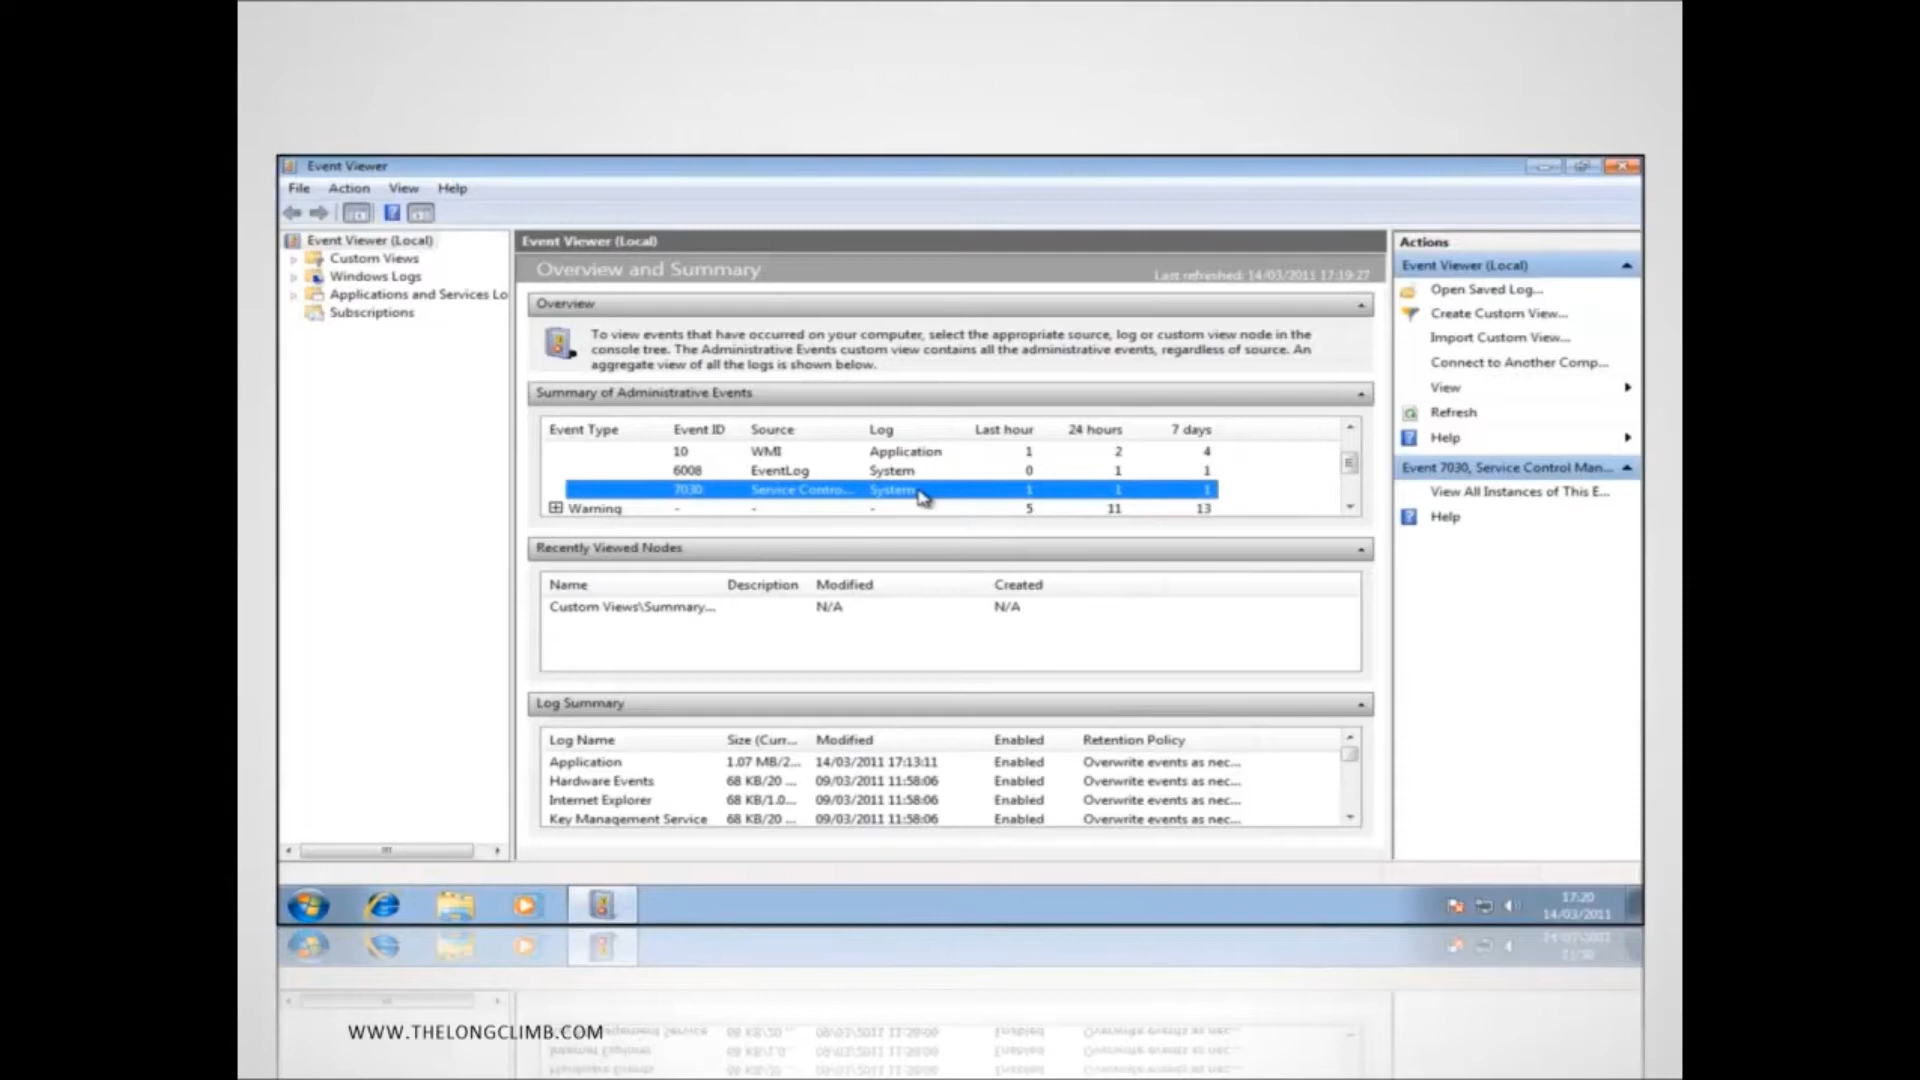 Event Viewer
File Action View Help
Event Viewer (Local)
Custom Views
Windows Logs
Applications and Services Lo
Subscriptions
Event Viewer (Local)
Overview and Summary
Last refreshed: 14/03/2011 17:19:27
Overview
To view events that have occurred on your computer, select the appropriate source, log or custom view node in the
console tree. The Administrative Events custom view contains all the administrative events, regardless of source. An
aggregate view of all the logs is shown below.
Summary of Administrative Events
Event Type Event ID Source Log Last hour 24 hours 7 days
10 WMI Application 1 2 4
6008 EventLog System 0 1 1
7030 Service Contro... System 1 1 1
Warning - - - 5 11 13
Recently Viewed Nodes
Name Description Modified Created
Custom Views\Summary... N/A N/A
Log Summary
Log Name Size (Curr... Modified Enabled Retention Policy
Application 1.07 MB/2... 14/03/2011 17:13:11 Enabled Overwrite events as nec...
Hardware Events 68 KB/20 ... 09/03/2011 11:58:06 Enabled Overwrite events as nec...
Internet Explorer 68 KB/1.0... 09/03/2011 11:58:06 Enabled Overwrite events as nec...
Key Management Service 68 KB/20 ... 09/03/2011 11:58:06 Enabled Overwrite events as nec...
Actions
Event Viewer (Local)
Open Saved Log...
Create Custom View...
Import Custom View...
Connect to Another Comp...
View
Refresh
Help
Event 7030, Service Control Man...
View All Instances of This E...
Help
17:20
14/03/2011
WWW.THELONGCLIMB.COM